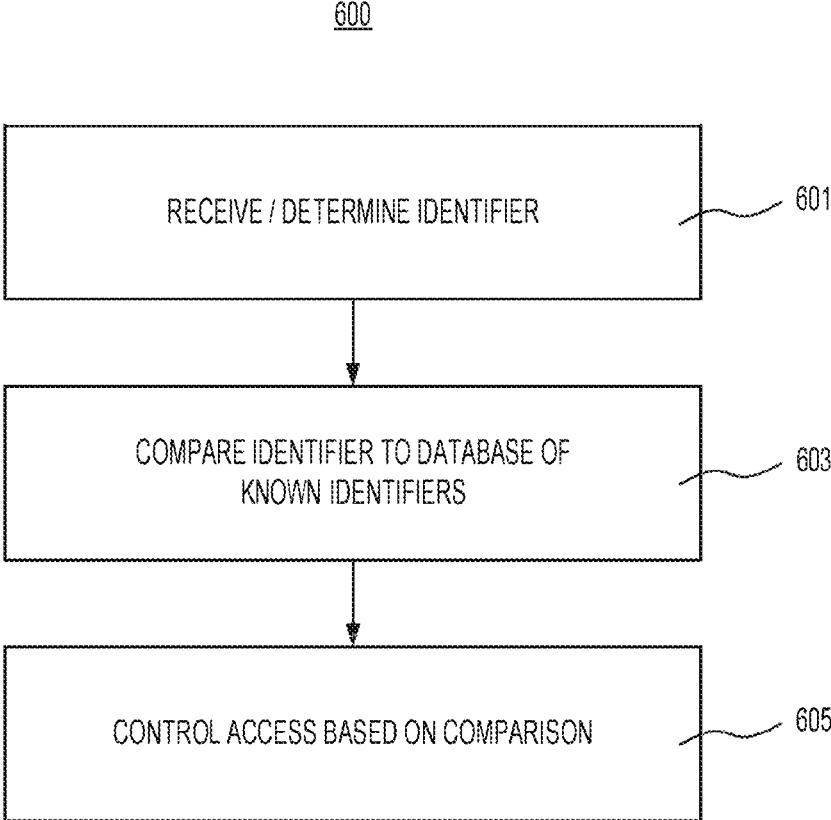 600
RECEIVE / DETERMINE IDENTIFIER
601
COMPARE IDENTIFIER TO DATABASE OF
KNOWN IDENTIFIERS
603
CONTROL ACCESS BASED ON COMPARISON
605